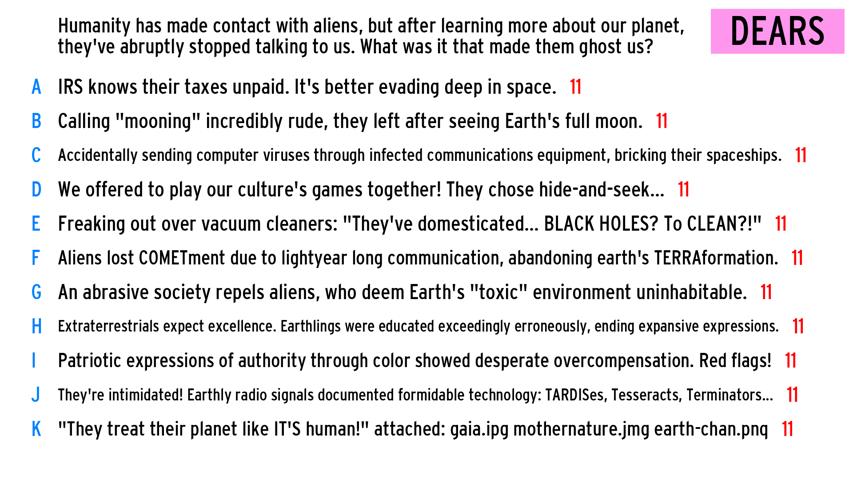 Humanity has made contact with aliens, but after learning more about our planet,
they've abruptly stopped talking to us. What was it that made them ghost us?
DEARS
A IRS knows their taxes unpaid. It's better evading deep in space. 11
B Calling "mooning" incredibly rude, they left after seeing Earth's full moon. 11
C Accidentally sending computer viruses through infected communications equipment, bricking their spaceships. 11
D We offered to play our culture's games together! They chose hide-and-seek... 11
E Freaking out over vacuum cleaners: "They've domesticated... BLACK HOLES? To CLEAN?!" 11
F Aliens lost COMETment due to lightyear long communication, abandoning earth's TERRAformation. 11
G An abrasive society repels aliens, who deem Earth's "toxic" environment uninhabitable. 11
H Extraterrestrials expect excellence. Earthlings were educated exceedingly erroneously, ending expansive expressions. 11
I Patriotic expressions of authority through color showed desperate overcompensation. Red flags! 11
J They're intimidated! Earthly radio signals documented formidable technology: TARDISes, Tesseracts, Terminators... 11
K "They treat their planet like IT'S human!" attached: gaia.jpg mothernature.jmg earth-chan.pnq 11